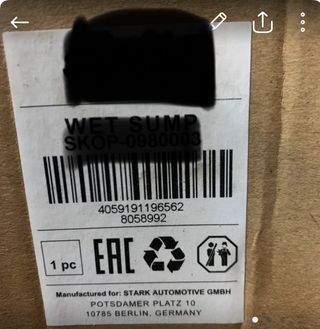 WET SUMP
SKOP-0980003
4059191196562
8058992
1 pc
EAC
Manufactured for: STARK AUTOMOTIVE GMBH
POTSDAMER PLATZ 10
10785 BERLIN, GERMANY